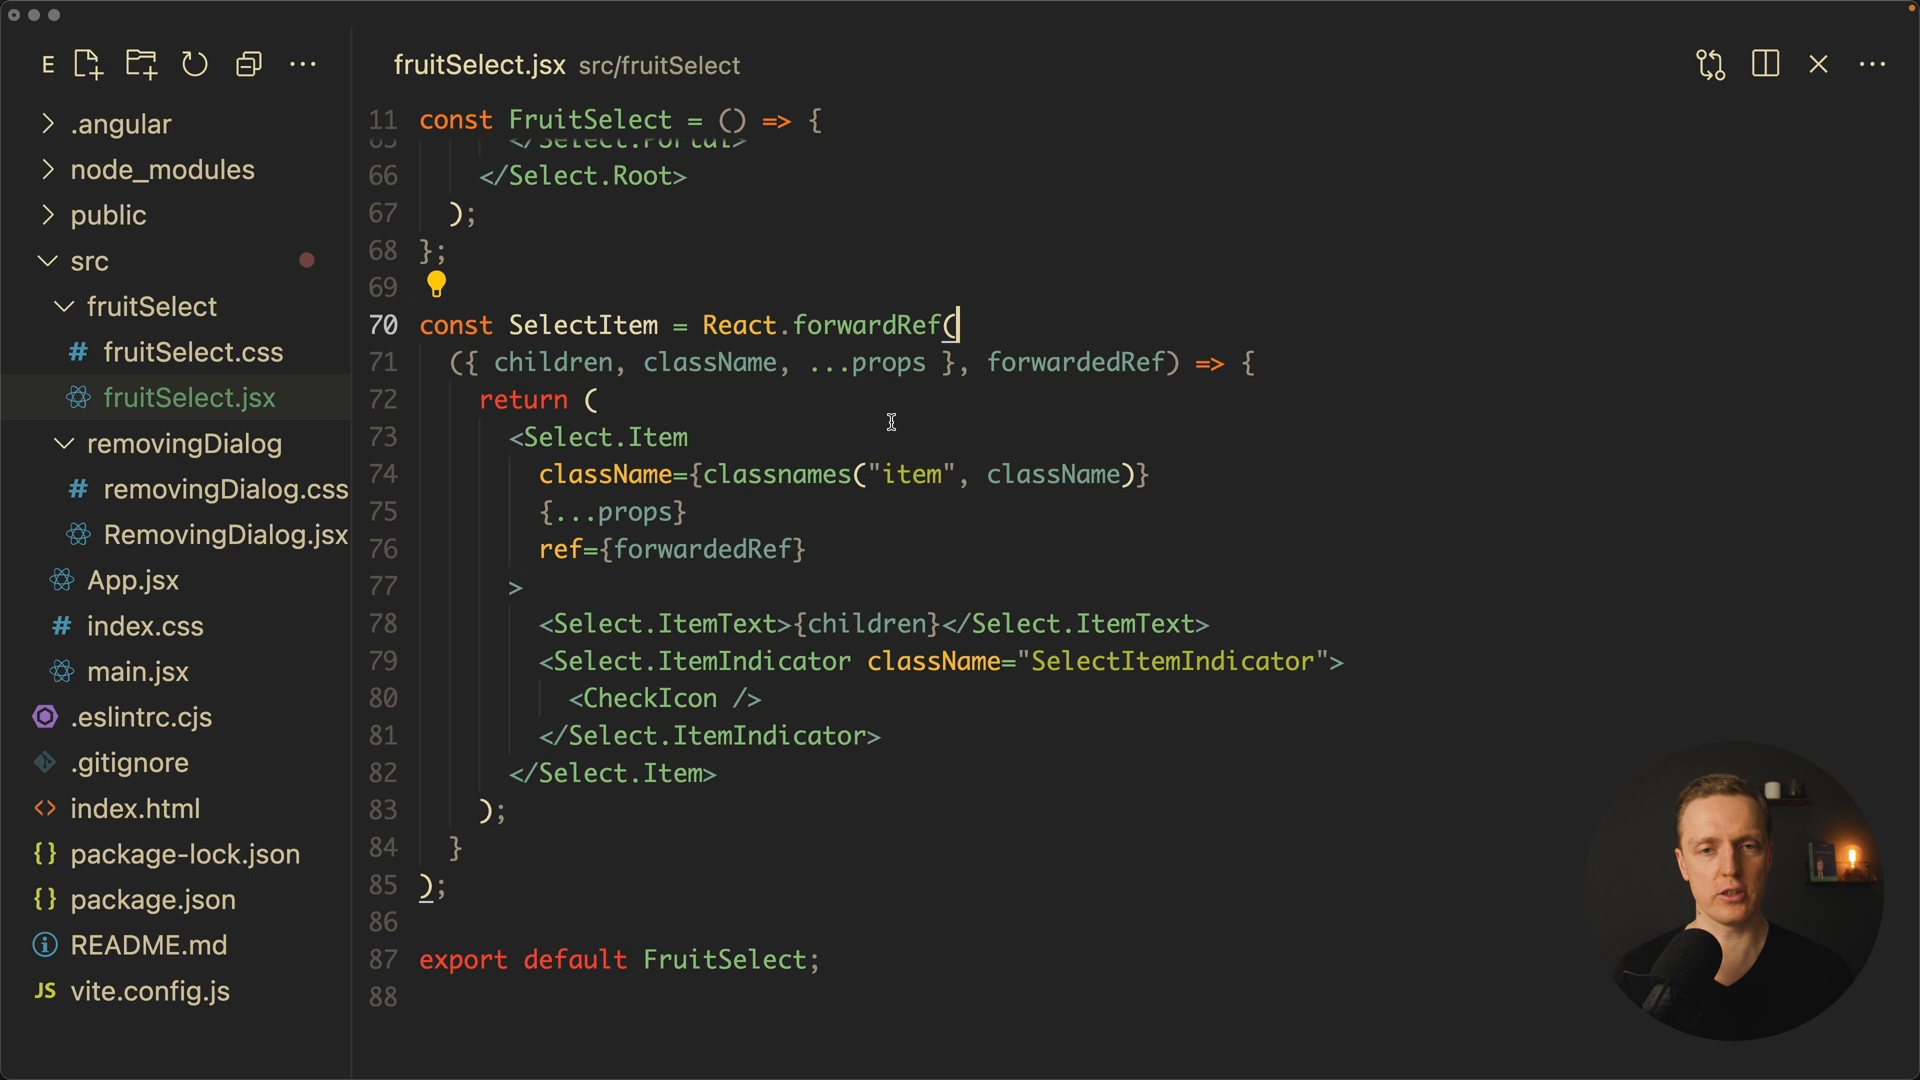 E
fruitSelect.jsx src/fruitSelect
.angular
node_modules
public
src
fruitSelect
# fruitSelect.css
fruitSelect.jsx
removingDialog
# removingDialog.css
RemovingDialog.jsx
App.jsx
# index.css
main.jsx
.eslintrc.cjs
.gitignore
<> index.html
{} package-lock.json
{} package.json
README.md
JS vite.config.js
11 const FruitSelect = () => {
65 </Select.Portal>
66 </Select.Root>
67 );
68 };
69
70 const SelectItem = React.forwardRef(
71 ({ children, className, ...props }, forwardedRef) => {
72 return (
73 <Select.Item
74 className={classnames("item", className)}
75 {...props}
76 ref={forwardedRef}
77 >
78 <Select.ItemText>{children}</Select.ItemText>
79 <Select.ItemIndicator className="SelectItemIndicator">
80 <CheckIcon />
81 </Select.ItemIndicator>
82 </Select.Item>
83 );
84 }
85 );
86
87 export default FruitSelect;
88